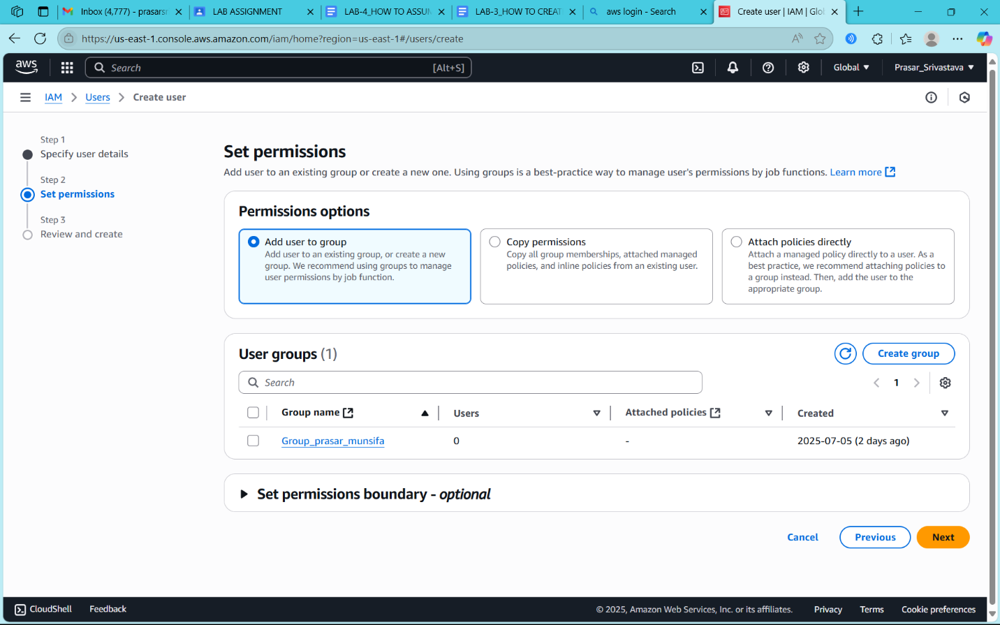 Inbox (4,777) - prasarsr
LAB ASSIGNMENT
LAB-4_HOW TO ASSUM
LAB-3_HOW TO CREAT
aws login - Search
Create user | IAM | Glo
https://us-east-1.console.aws.amazon.com/iam/home?region=us-east-1#/users/create
aws
Search
[Alt+S]
Global
Prasar_Srivastava
IAM
Users
Create user
Step 1
Specify user details
Step 2
Set permissions
Step 3
Review and create
Set permissions
Add user to an existing group or create a new one. Using groups is a best-practice way to manage user's permissions by job functions. Learn more
Permissions options
Add user to group
Add user to an existing group, or create a new
group. We recommend using groups to manage
user permissions by job function.
Copy permissions
Copy all group memberships, attached managed
policies, and inline policies from an existing user.
Attach policies directly
Attach a managed policy directly to a user. As a
best practice, we recommend attaching policies to
a group instead. Then, add the user to the
appropriate group.
User groups (1)
Create group
Search
1
Group name
Users
Attached policies
Created
Group_prasar_munsifa
0
-
2025-07-05 (2 days ago)
Set permissions boundary - optional
Cancel
Previous
Next
CloudShell
Feedback
© 2025, Amazon Web Services, Inc. or its affiliates.
Privacy
Terms
Cookie preferences